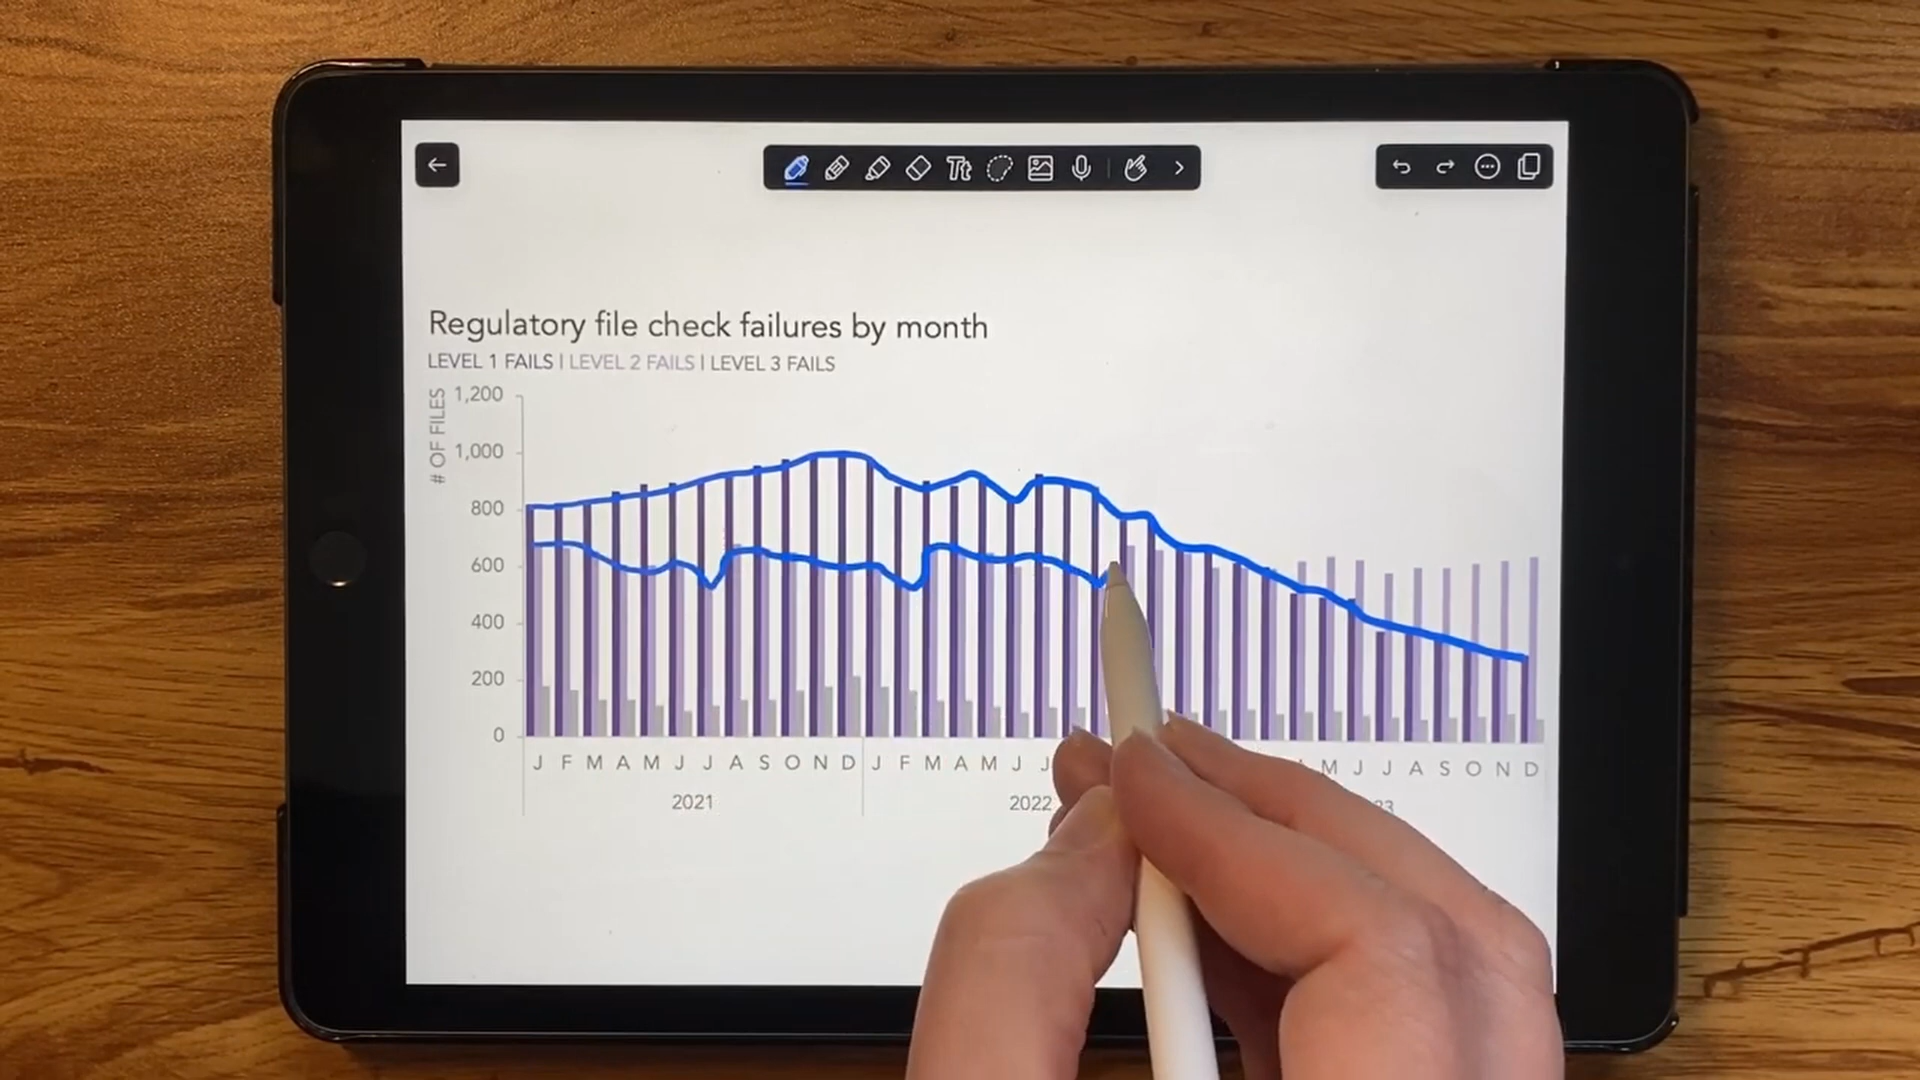 Tt
Regulatory file check failures by month
LEVEL 1 FAILS | LEVEL 2 FAILS | LEVEL 3 FAILS
# OF FILES
1,200
1,000
800
600
400
200
0
J F M A M J J A S O N D J F M A M J J M J J A S O N D
2021 2022